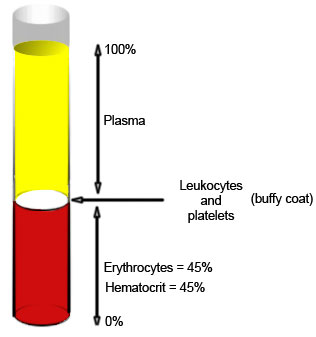 100%
Plasma
Leukocytes
and
platelets
(buffy coat)
Erythrocytes = 45%
Hematocrit = 45%
0%